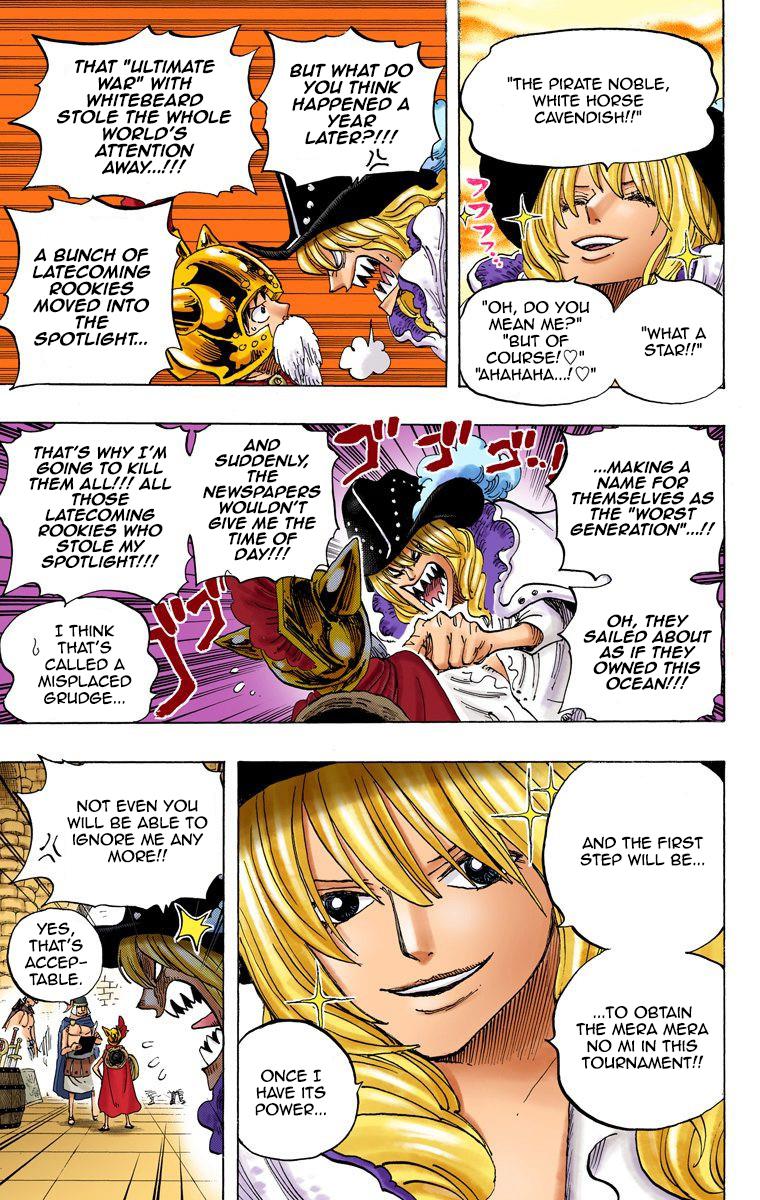 "THE PIRATE NOBLE,
WHITE HORSE
CAVENDISH!!"
フフフフ…
"WHAT A
STAR!!"
"OH, DO YOU
MEAN ME?"
"BUT OF
COURSE!♡"
"AHAHAHA...!♡"
BUT WHAT DO
YOU THINK
HAPPENED A
YEAR
LATER?!!!
THAT "ULTIMATE
WAR" WITH
WHITEBEARD
STOLE THE WHOLE
WORLD'S
ATTENTION
AWAY...!!!
A BUNCH OF
LATECOMING
ROOKIES
MOVED INTO
THE
SPOTLIGHT...
...MAKING A
NAME FOR
THEMSELVES AS
THE "WORST
GENERATION"...!!
OH, THEY
SAILED ABOUT
AS IF THEY
OWNED THIS
OCEAN!!!
ゴゴゴ…!
AND
SUDDENLY,
THE
NEWSPAPERS
WOULDN'T
GIVE ME THE
TIME OF
DAY!!!
THAT'S WHY I'M
GOING TO KILL
THEM ALL!!! ALL
THOSE
LATECOMING
ROOKIES WHO
STOLE MY
SPOTLIGHT!!!
I THINK
THAT'S
CALLED A
MISPLACED
GRUDGE...
AND THE FIRST
STEP WILL BE...
...TO OBTAIN
THE MERA MERA
NO MI IN THIS
TOURNAMENT!!
ONCE I
HAVE ITS
POWER...
NOT EVEN YOU
WILL BE ABLE TO
IGNORE ME ANY
MORE!!
YES,
THAT'S
ACCEP-
TABLE.